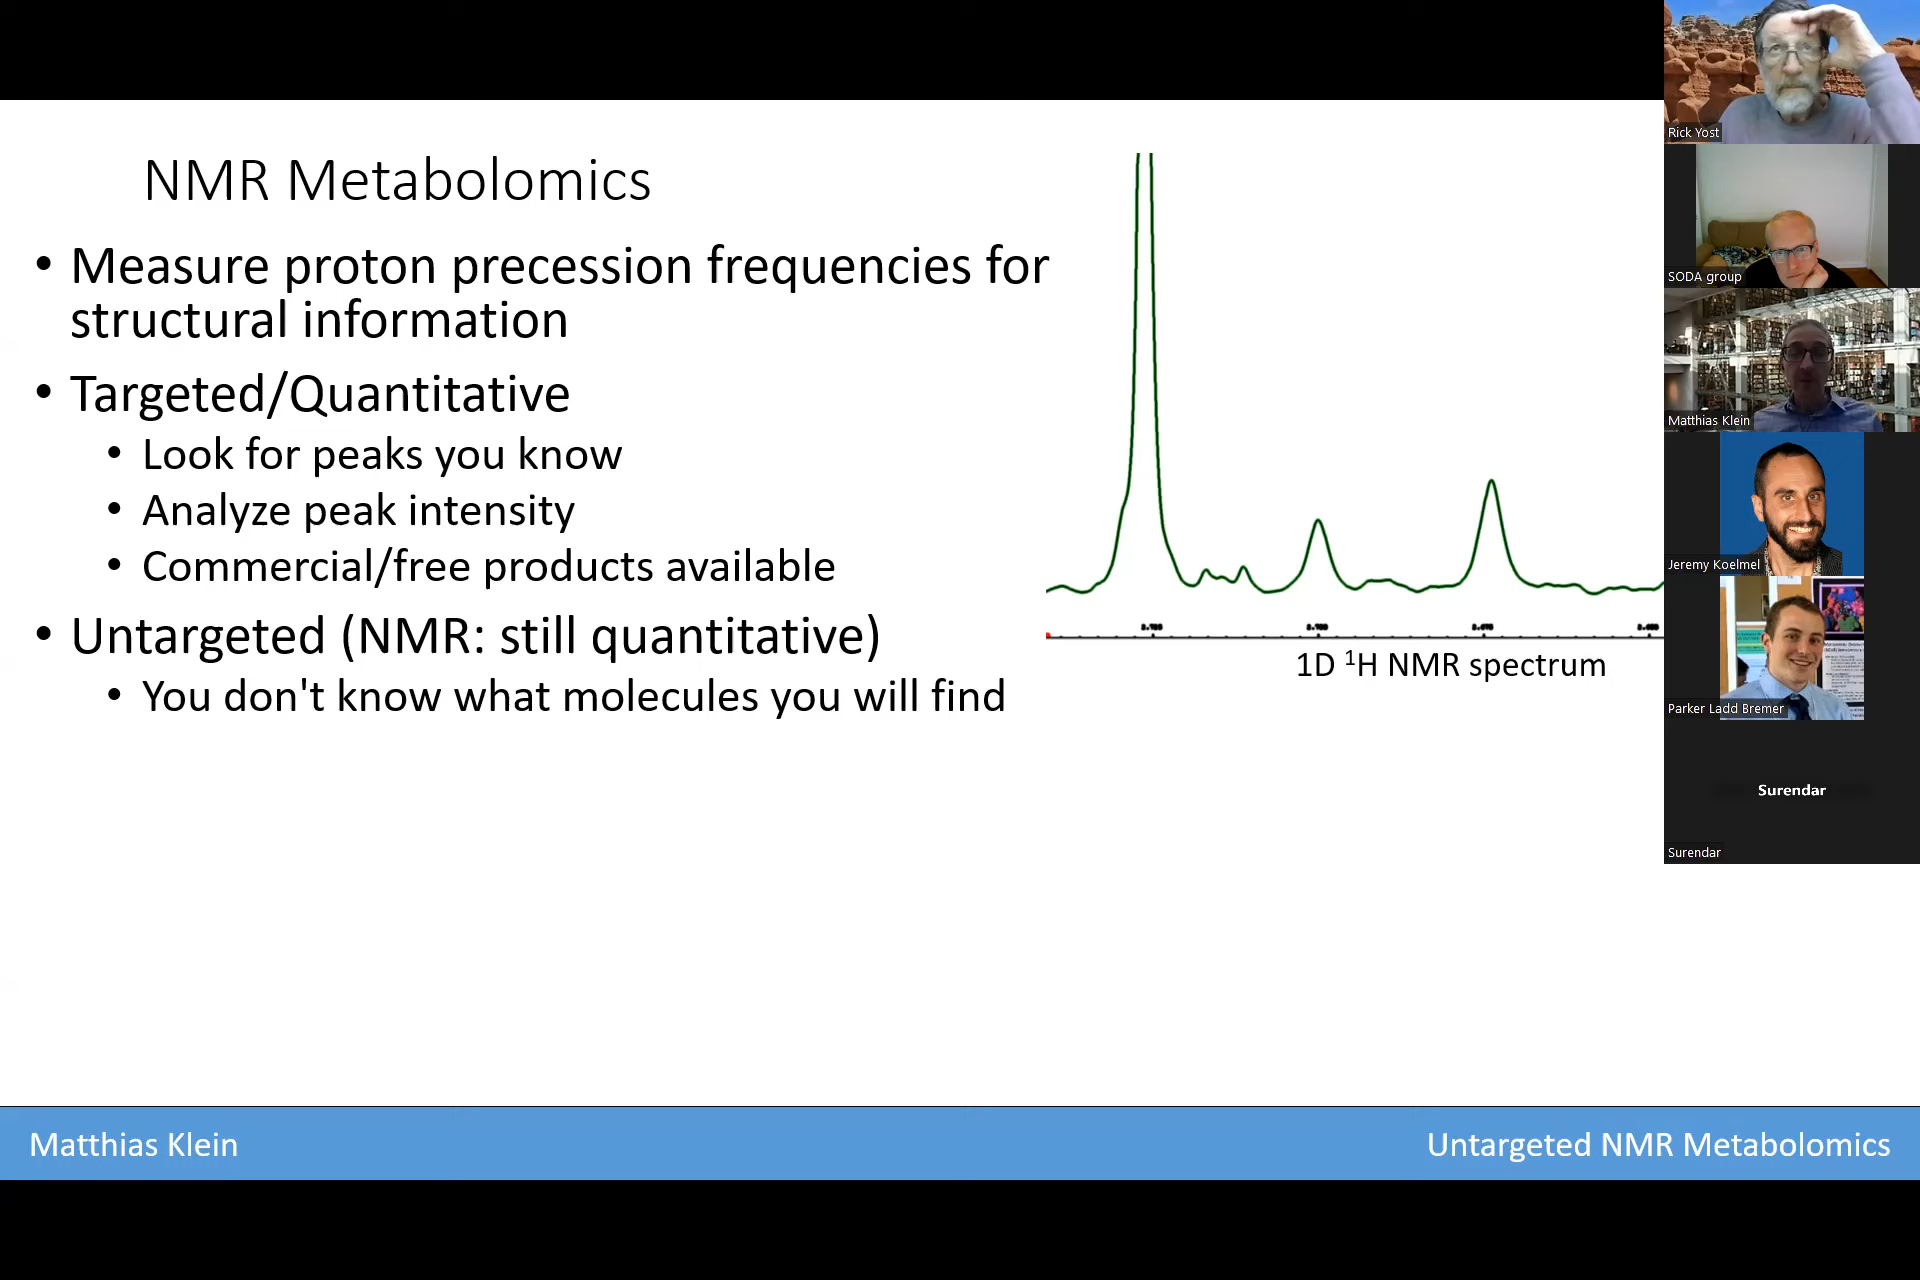 NMR Metabolomics
• Measure proton precession frequencies for
structural information
• Targeted/Quantitative
• Look for peaks you know
• Analyze peak intensity
• Commercial/free products available
• Untargeted (NMR: still quantitative)
• You don't know what molecules you will find
1D ¹H NMR spectrum
Matthias Klein
Untargeted NMR Metabolomics
Rick Yost
SODA group
Matthias Klein
Jeremy Koelmel
Parker Ladd Bremer
Surendar
Surendar